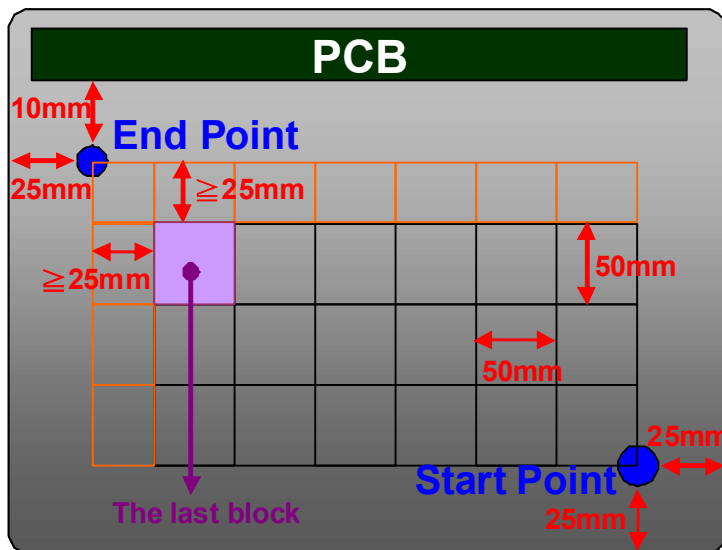 PCB
10mm
End Point
25mm
≧25mm
≧25mm
50mm
50mm
25mm
Start Point
The last block
25mm